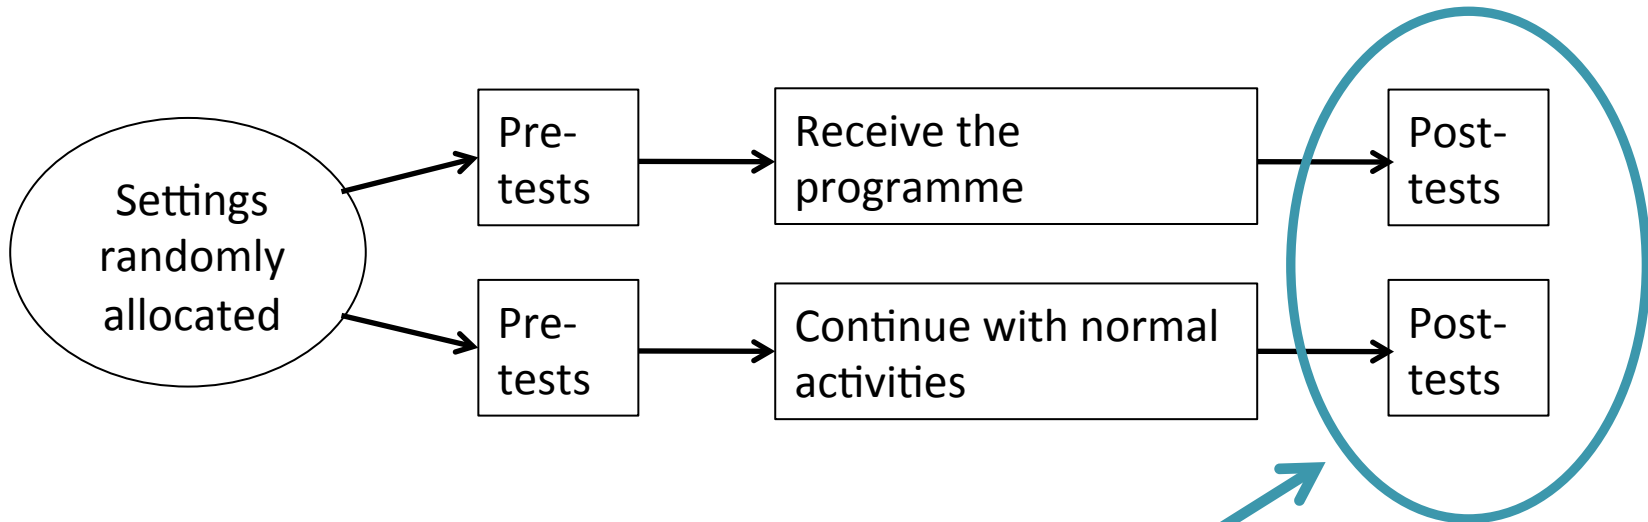 Settings
randomly
allocated
Pre-
tests
Receive the
programme
Post-
tests
Pre-
tests
Continue with normal
activities
Post-
tests